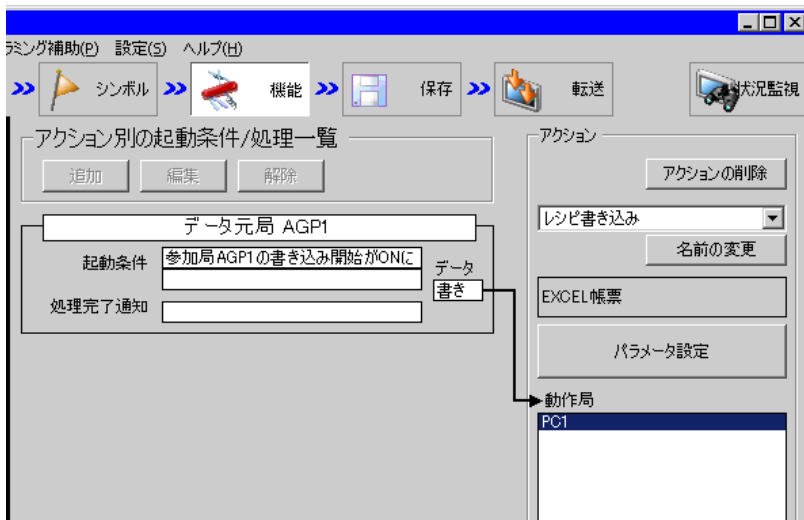 ラミング補助(P) 設定(S) ヘルプ(H)
シンボル 機能 保存 転送 状況監視
アクション別の起動条件/処理一覧
追加 編集 解除
データ元局 AGP1
起動条件 参加局AGP1の書き込み開始がONに
データ
書き
処理完了通知
アクション
アクションの削除
レシピ書き込み
名前の変更
EXCEL帳票
パラメータ設定
動作局
PC1